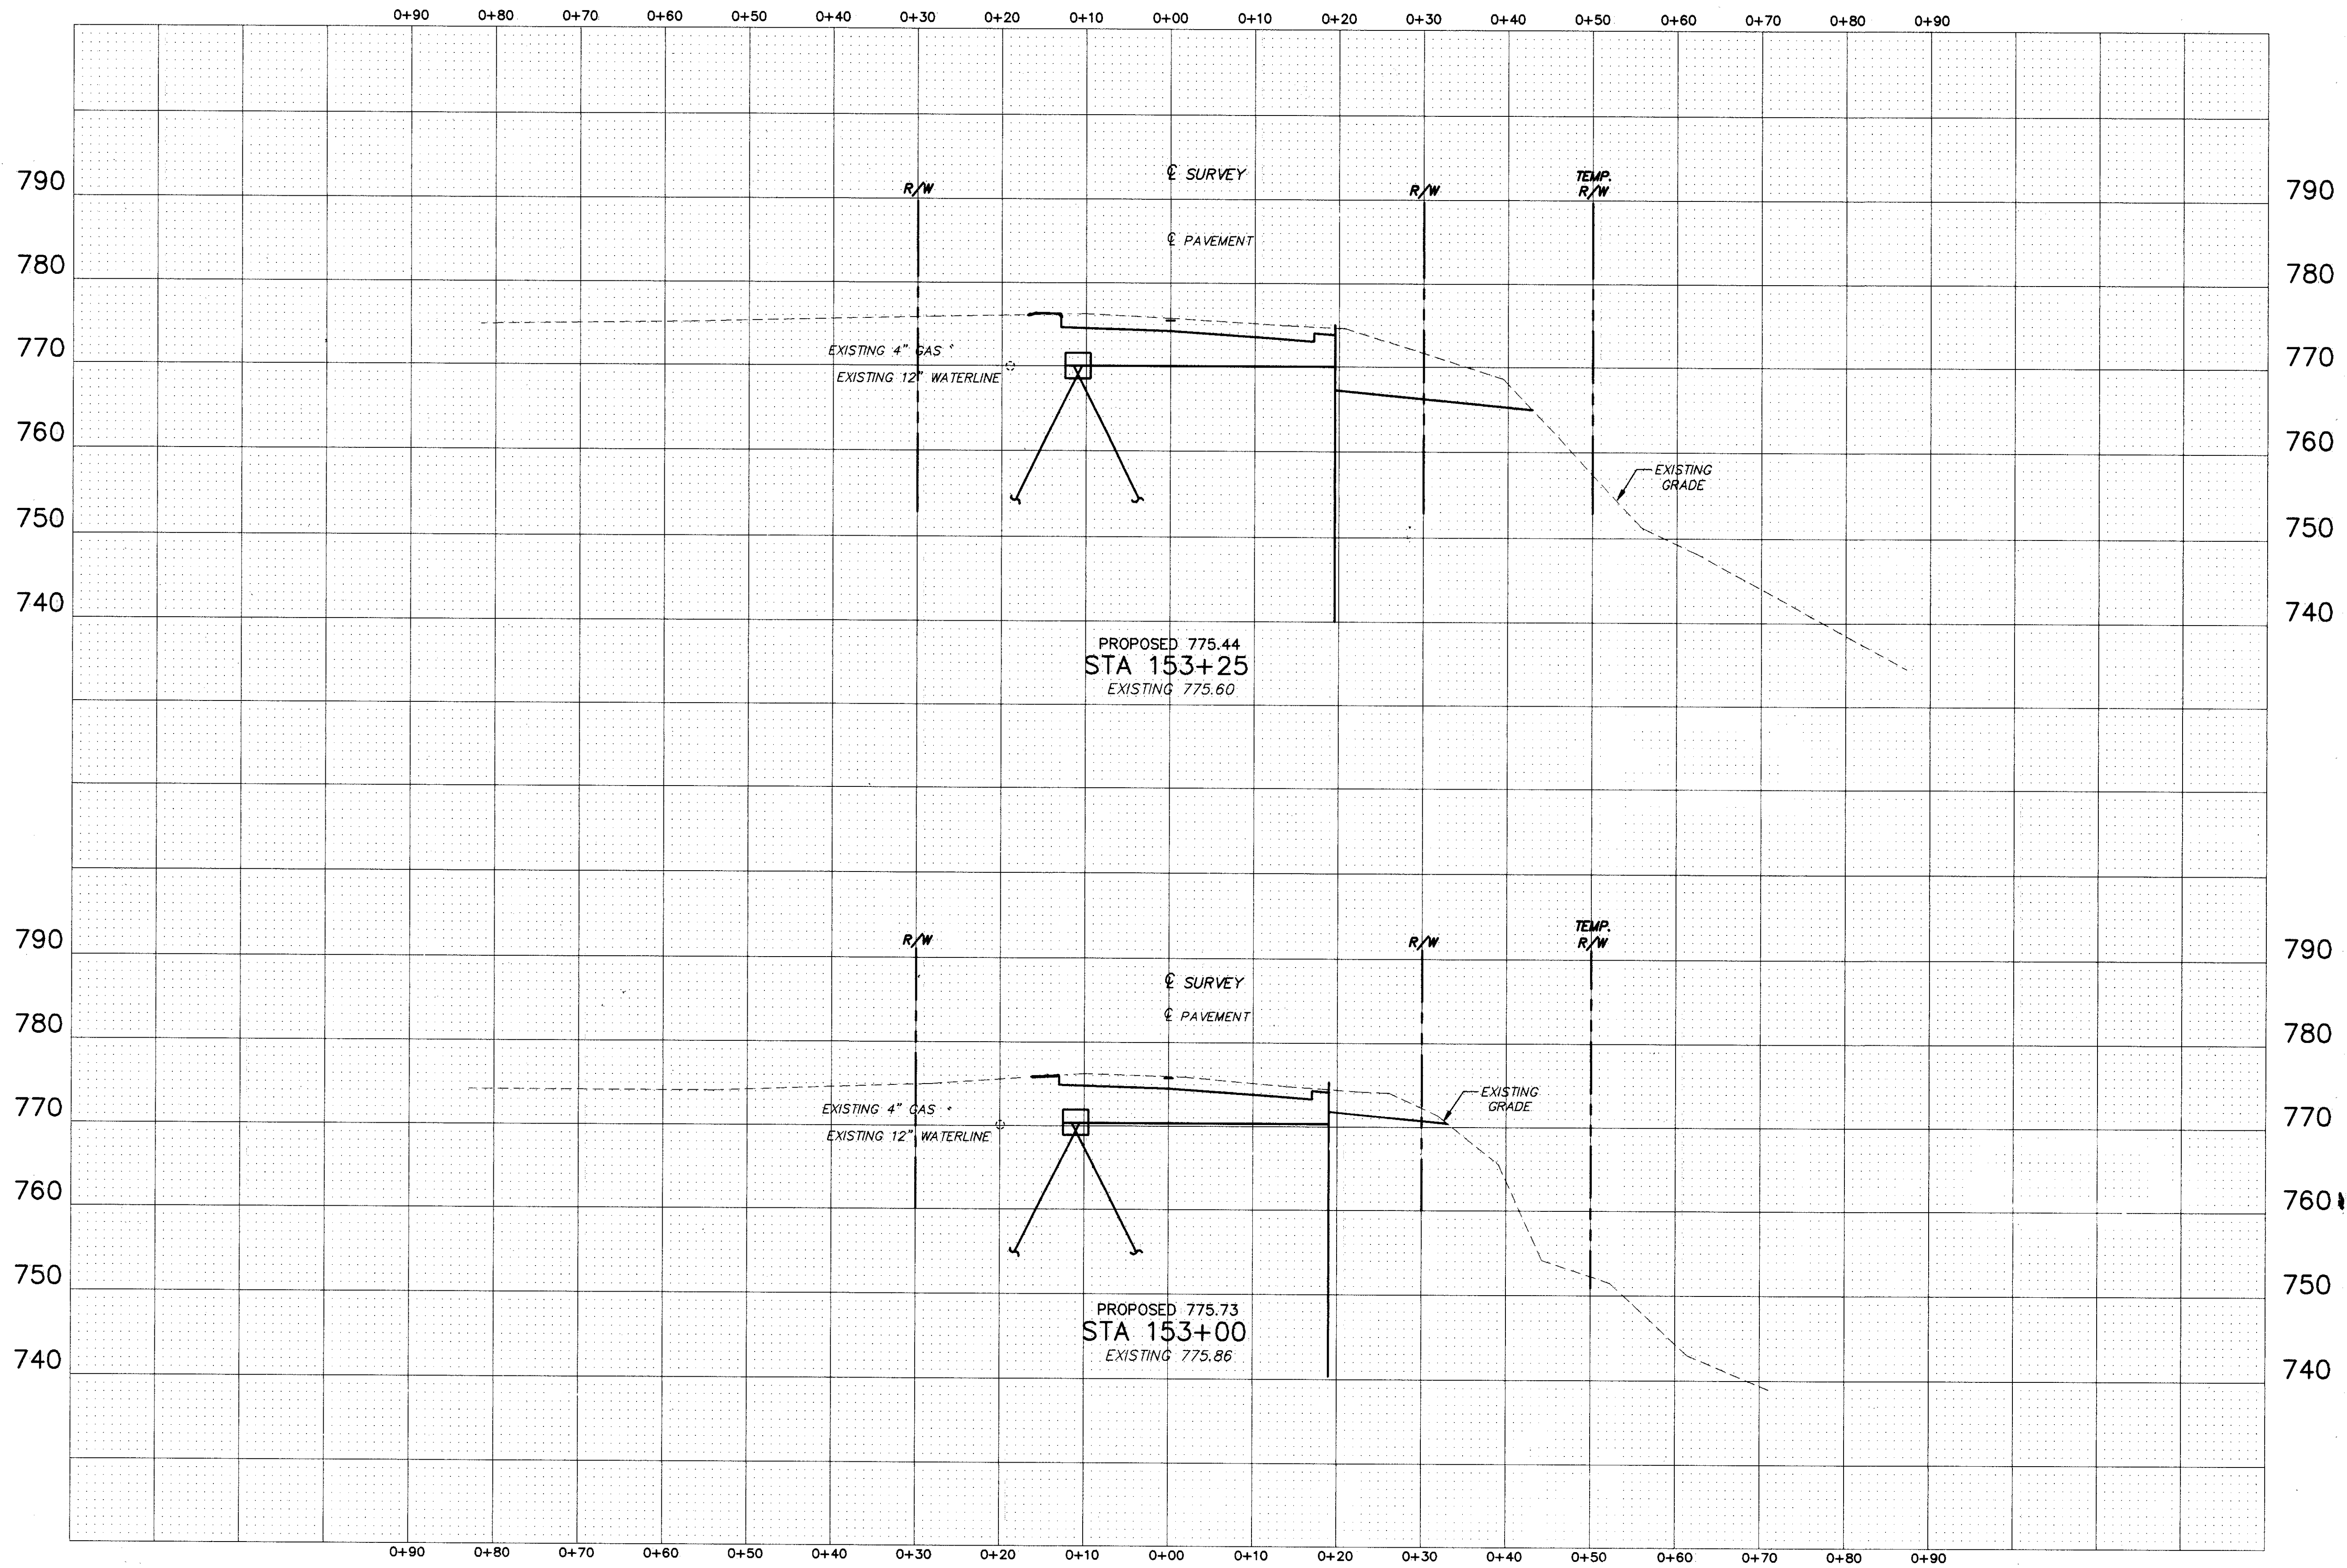 0+90 0+80 0+70 0+60 0+50 0+40 0+30 0+20 0+10 0+00 0+10 0+20 0+30 0+40 0+50 0+60 0+70 0+80 0+90
℄ SURVEY
TEMP.
790 R/W R/W R/W 790
℄ PAVEMENT
780 780
770 EXISTING 4" GAS 770
EXISTING 12" WATERLINE
760 760
EXISTING
GRADE
750 750
740 740
PROPOSED 775.44
STA 153+25
EXISTING 775.60
TEMP.
790 R/W R/W R/W 790
℄ SURVEY
780 ℄ PAVEMENT 780
EXISTING
GRADE
770 EXISTING 4" GAS 770
EXISTING 12" WATERLINE
760 760
750 750
PROPOSED 775.73
STA 153+00
EXISTING 775.86
740 740
0+90 0+80 0+70 0+60 0+50 0+40 0+30 0+20 0+10 0+00 0+10 0+20 0+30 0+40 0+50 0+60 0+70 0+80 0+90